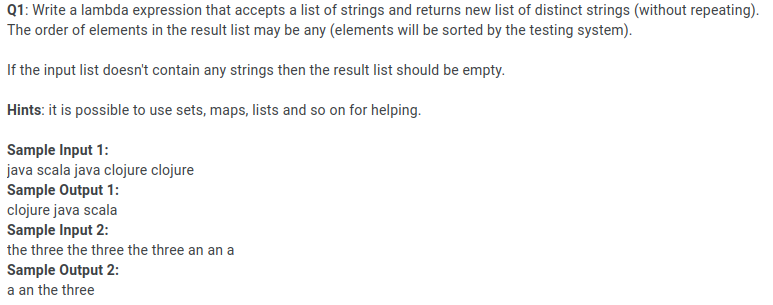 Q1: Write a lambda expression that accepts a list of strings and returns new list of distinct strings (without repeating).
The order of elements in the result list may be any (elements will be sorted by the testing system).
If the input list doesn't contain any strings then the result list should be empty.
Hints: it is possible to use sets, maps, lists and so on for helping.
Sample Input 1:
java scala java clojure clojure
Sample Output 1:
clojure java scala
Sample Input 2:
the three the three the three an an a
Sample Output 2:
a an the three